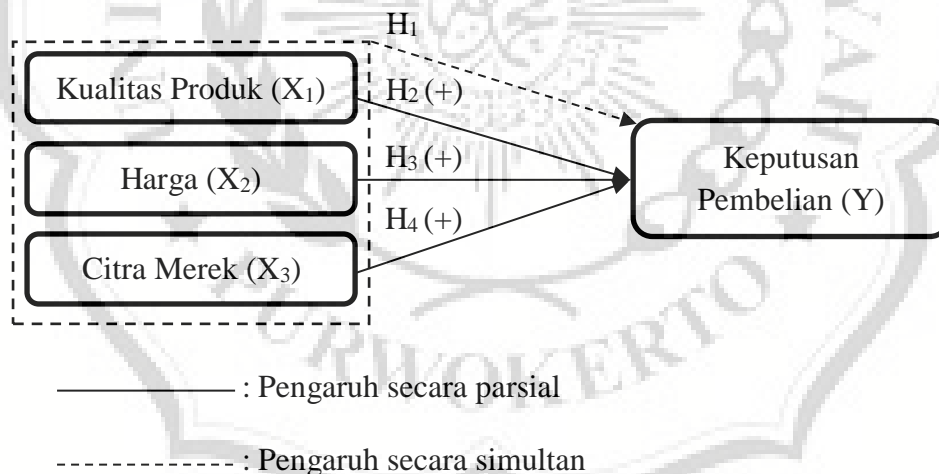 H₁
Kualitas Produk (X₁)
H₂ (+)
Harga (X₂)
H₃ (+)
Citra Merek (X₃)
H₄ (+)
Keputusan
Pembelian (Y)
: Pengaruh secara parsial
: Pengaruh secara simultan
URWOKERTO